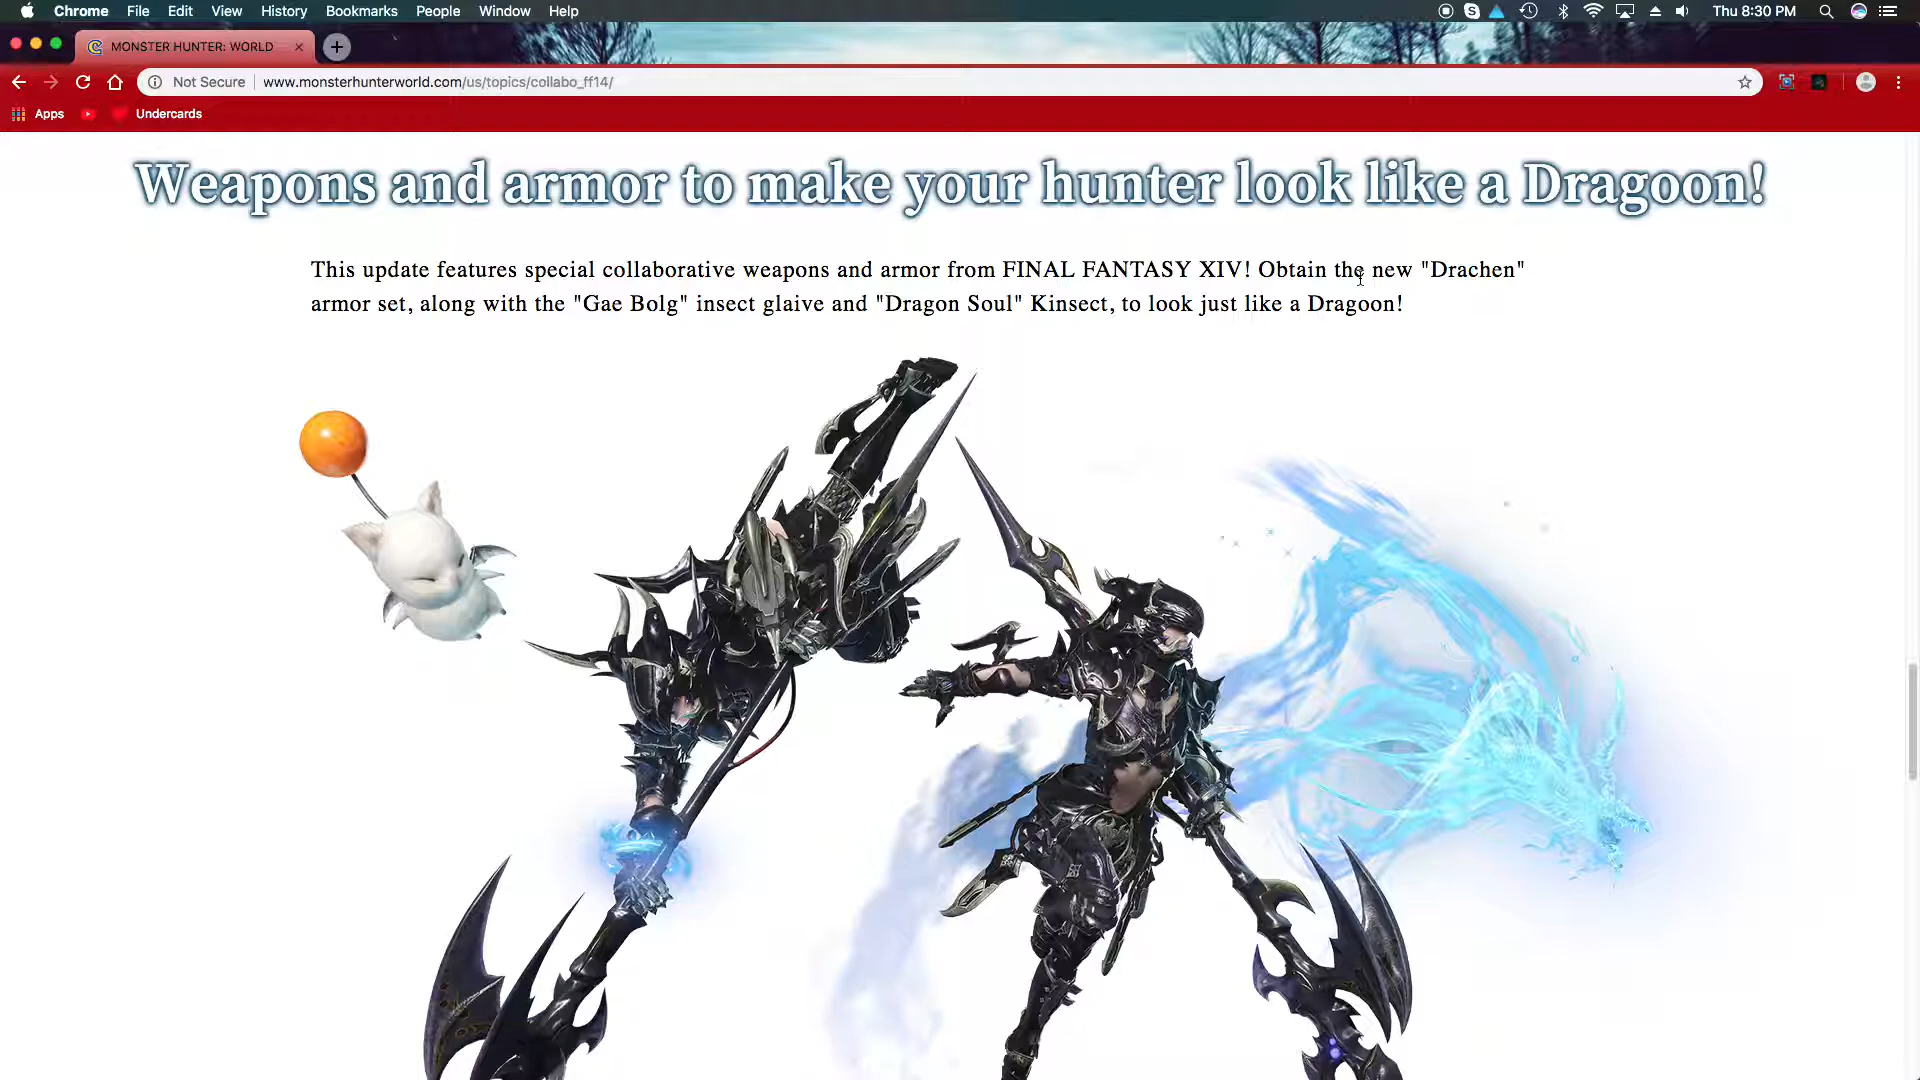 Chrome File Edit View History Bookmarks People Window Help Thu 8:30 PM
MONSTER HUNTER: WORLD
Not Secure www.monsterhunterworld.com/us/topics/collabo_ff14/
Apps Undercards
Weapons and armor to make your hunter look like a Dragoon!
This update features special collaborative weapons and armor from FINAL FANTASY XIV! Obtain the new "Drachen"
armor set, along with the "Gae Bolg" insect glaive and "Dragon Soul" Kinsect, to look just like a Dragoon!